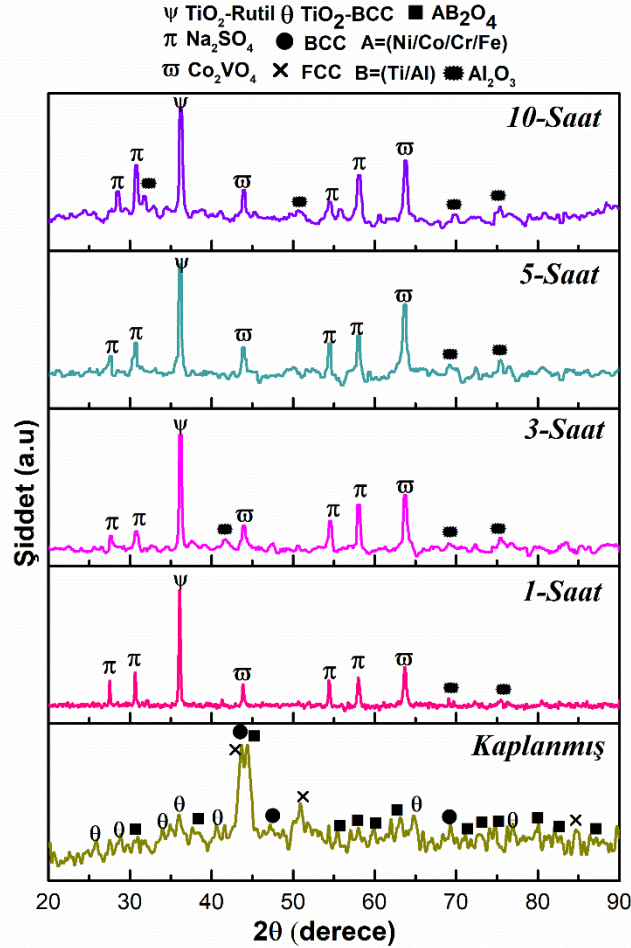 ψ TiO₂-Rutil θ TiO₂-BCC ■ AB₂O₄
π Na₂SO₄ ● BCC A=(Ni/Co/Cr/Fe)
ϖ Co₂VO₄ × FCC B=(Ti/Al) ✹ Al₂O₃
10-Saat
ψ
π π ✹ ϖ ✹ π π ϖ ✹ ✹
5-Saat
ψ
π π ϖ π π ϖ ✹ ✹
3-Saat
ψ
π π ✹ ϖ π π ϖ ✹ ✹
1-Saat
ψ
π π ϖ π π ϖ ✹ ✹
Kaplanmış
θ θ ■ θ θ ■ θ × ● ■ ● × ■ ■ ■ ■ θ ● ■ ■ ■ θ ■ ■ × ■
20 30 40 50 60 70 80 90
2θ (derece)
Şiddet (a.u)